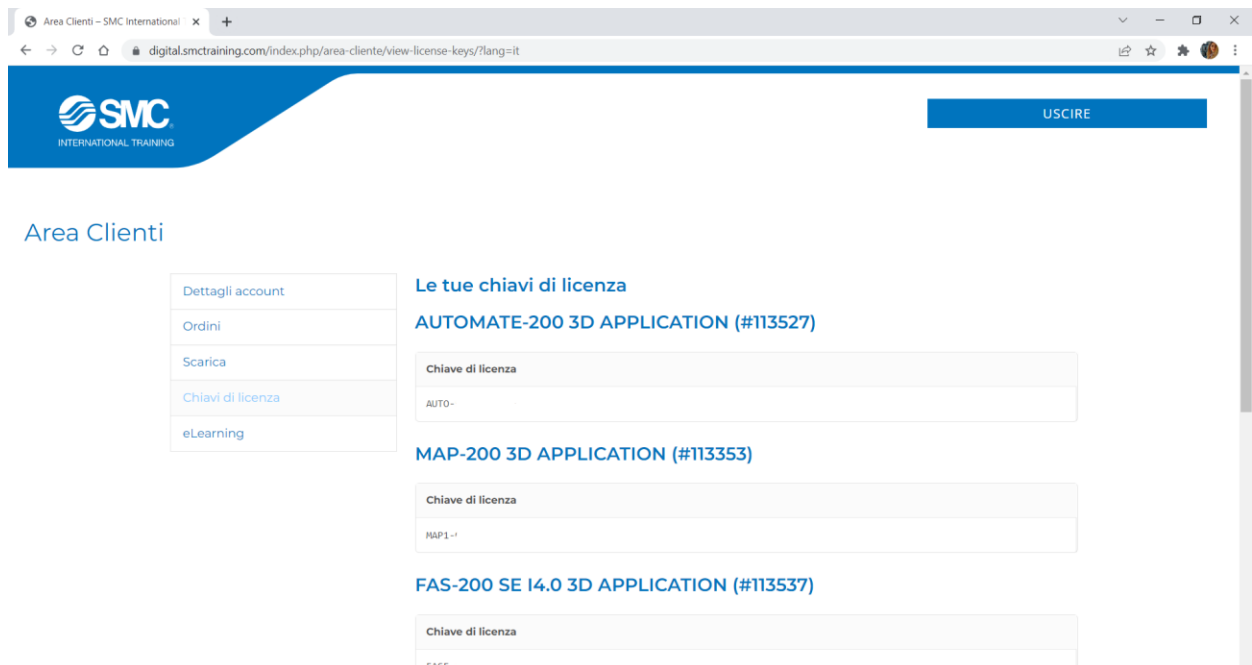 Area Clienti – SMC International
digital.smctraining.com/index.php/area-cliente/view-license-keys/?lang=it
SMC
INTERNATIONAL TRAINING
USCIRE
Area Clienti
Dettagli account
Ordini
Scarica
Chiavi di licenza
eLearning
Le tue chiavi di licenza
AUTOMATE-200 3D APPLICATION (#113527)
Chiave di licenza
AUTO-
MAP-200 3D APPLICATION (#113353)
Chiave di licenza
MAP1-
FAS-200 SE I4.0 3D APPLICATION (#113537)
Chiave di licenza